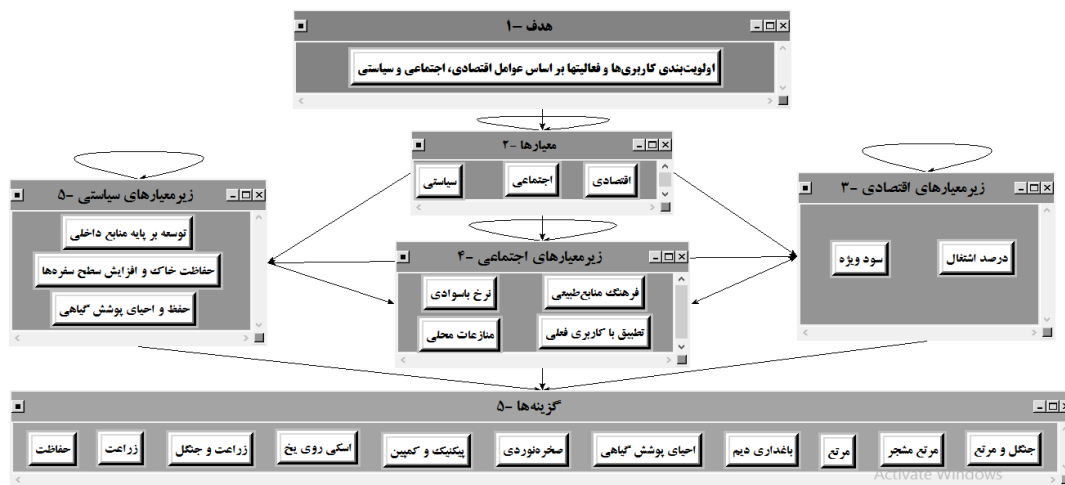 هدف -۱
اولویت‌بندی کاربری‌ها و فعالیتها بر اساس عوامل اقتصادی، اجتماعی و سیاستی
معیارها -۲
اقتصادی اجتماعی سیاستی
زیرمعیارهای اقتصادی -۳
درصد اشتغال سود ویژه
زیرمعیارهای اجتماعی -۴
فرهنگ منابع‌طبیعی نرخ باسوادی
تطبیق با کاربری فعلی منازعات محلی
زیرمعیارهای سیاستی -۵
توسعه بر پایه منابع داخلی
حفاظت خاک و افزایش سطح سفره‌ها
حفظ و احیای پوشش گیاهی
گزینه‌ها -۵
جنگل و مرتع مرتع مشجر مرتع باغداری دیم احیای پوشش گیاهی صخره‌نوردی پیکنیک و کمپین اسکی روی یخ زراعت و جنگل زراعت حفاظت
Activate Windows